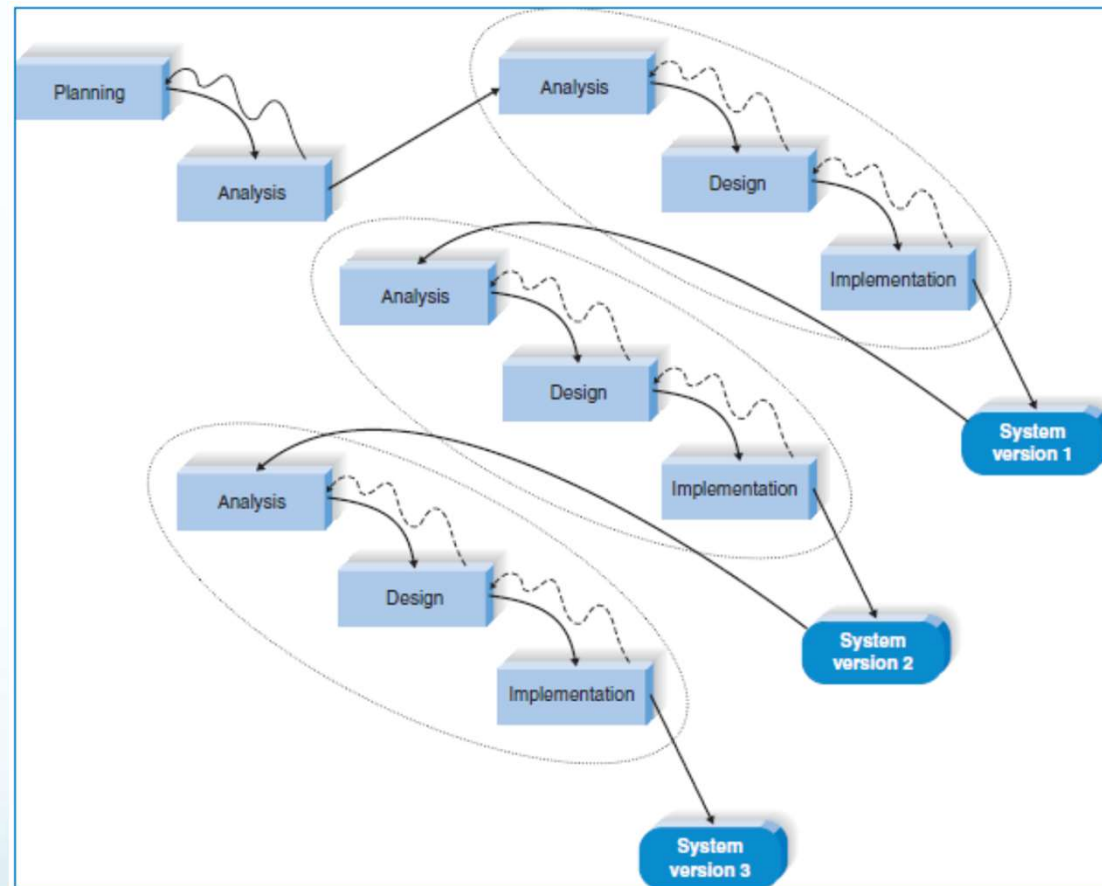 Planning
Analysis
Analysis
Design
Implementation
System
version 1
Analysis
Design
Implementation
System
version 2
Analysis
Design
Implementation
System
version 3